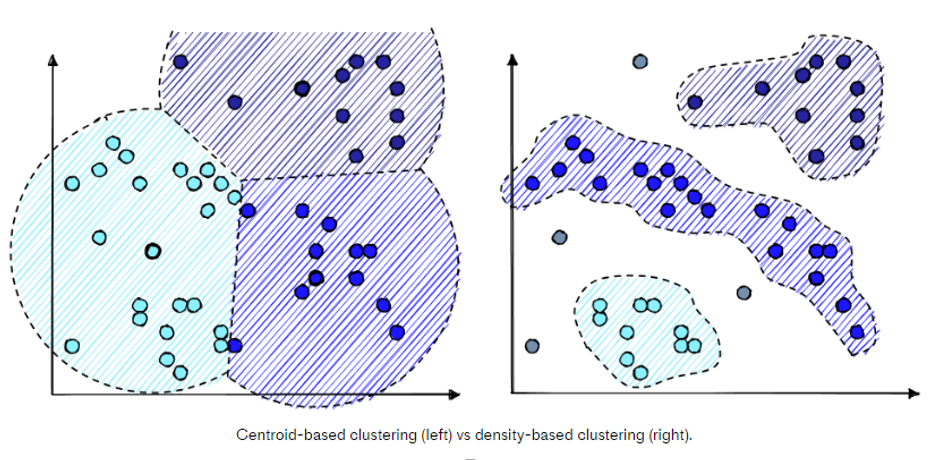 Centroid-based clustering (left) vs density-based clustering (right).